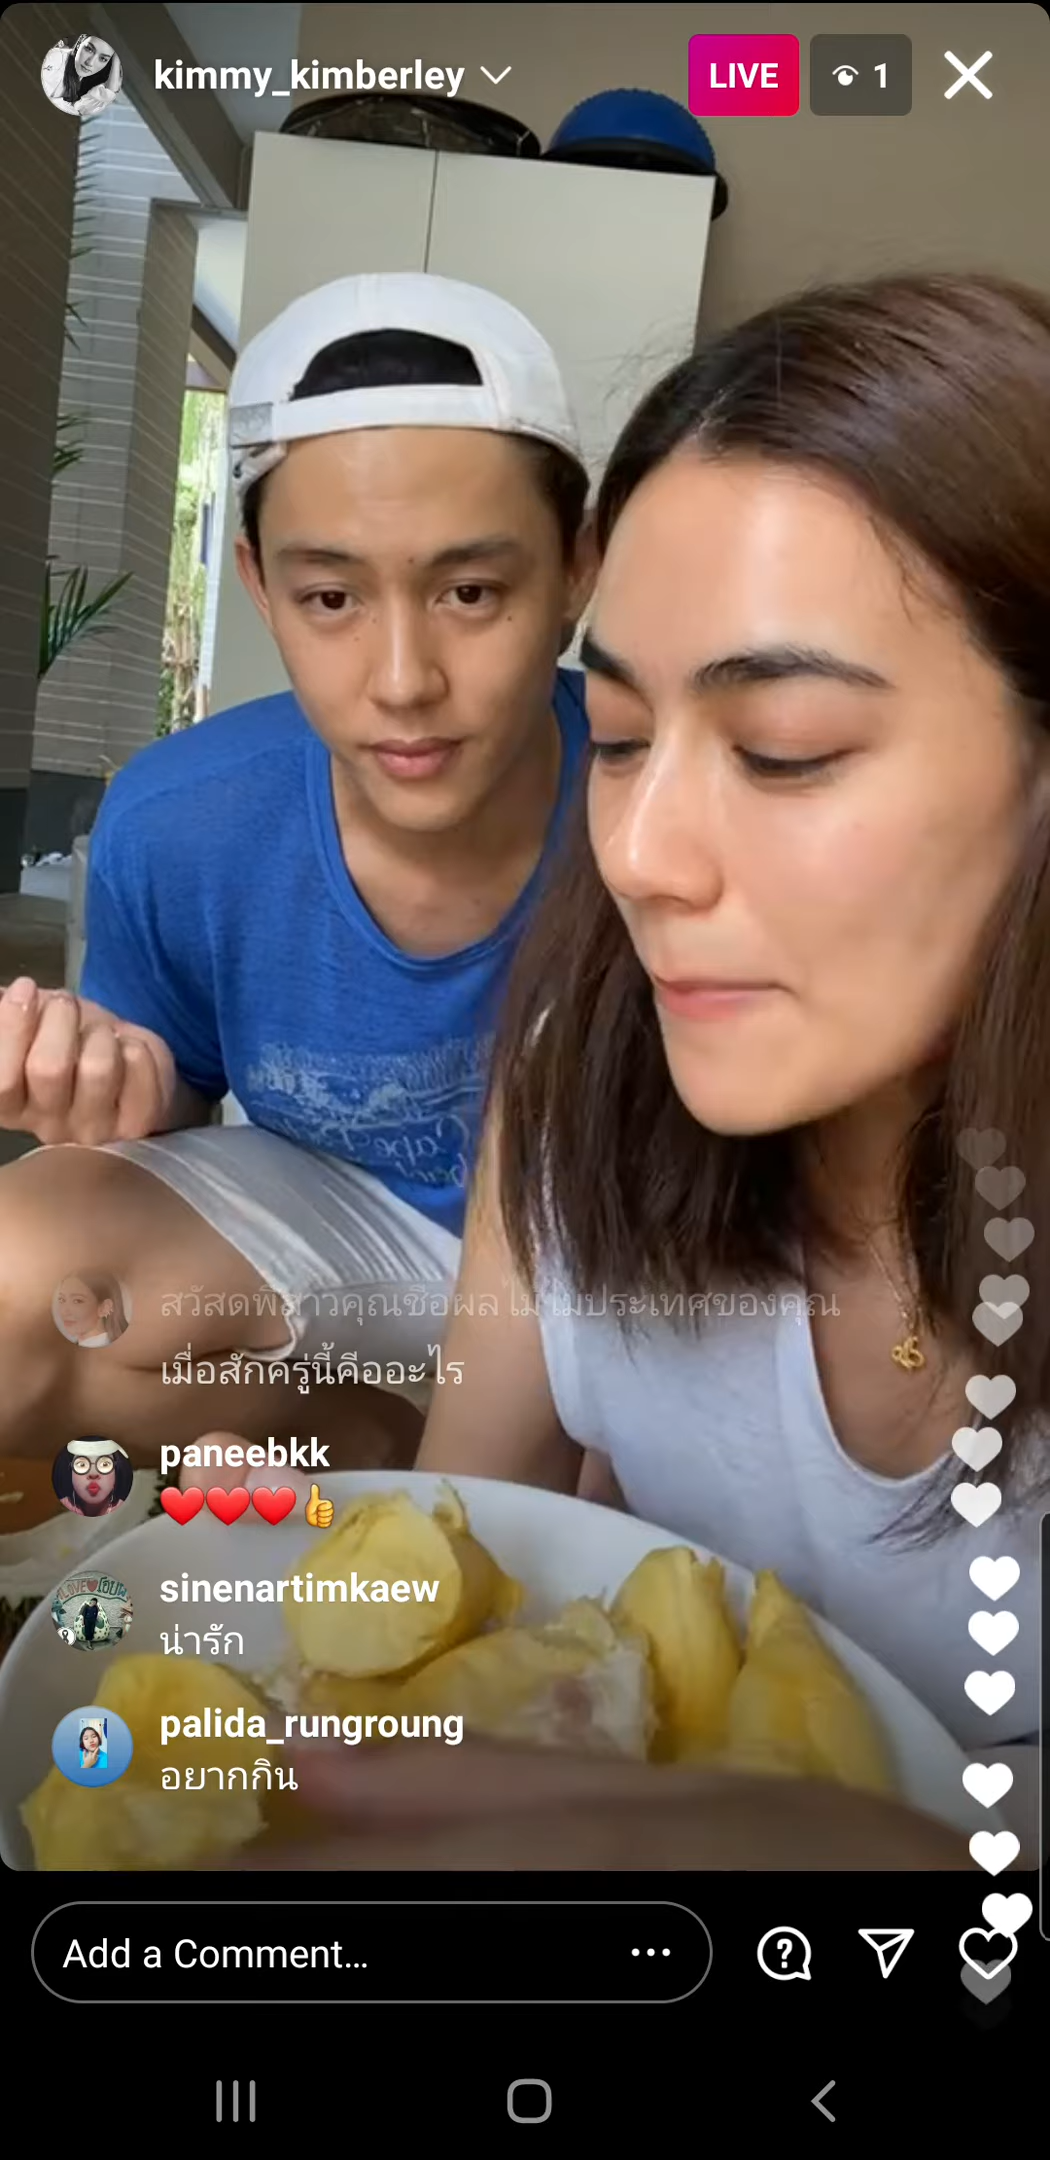 kimmy_kimberley
LIVE
1
สวัสดพี่สาวคุณชื่อผลไม้ในประเทศของคุณ
เมื่อสักครู่นี้คืออะไร
paneebkk
❤️❤️❤️👍
sinenartimkaew
น่ารัก
palida_rungroung
อยากกิน
Add a Comment...